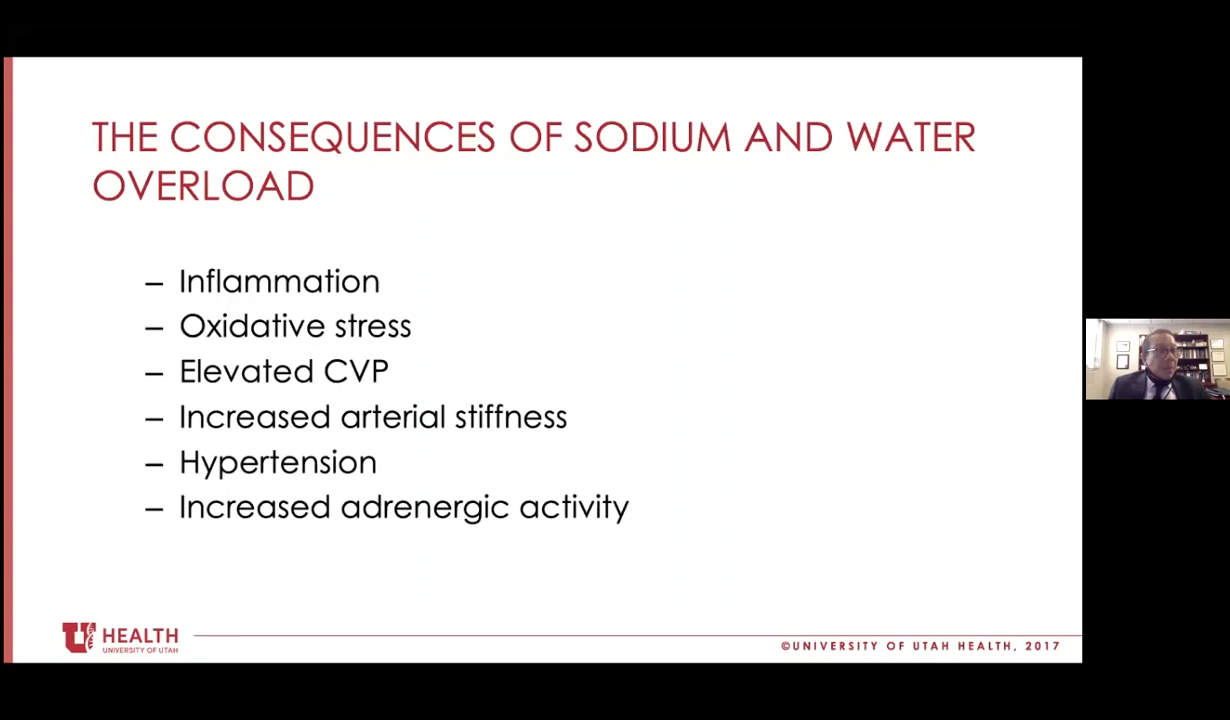 THE CONSEQUENCES OF SODIUM AND WATER
OVERLOAD
– Inflammation
– Oxidative stress
– Elevated CVP
– Increased arterial stiffness
– Hypertension
– Increased adrenergic activity
U HEALTH
UNIVERSITY OF UTAH
©UNIVERSITY OF UTAH HEALTH, 2017